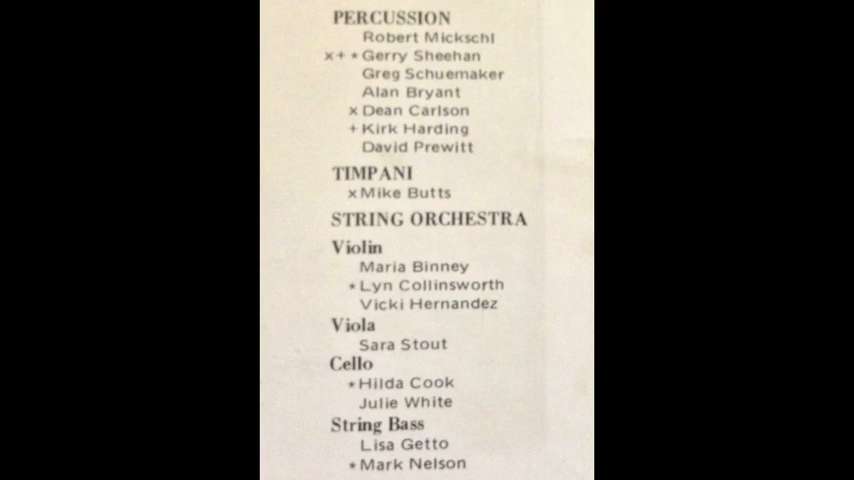 PERCUSSION
Robert Mickschl
x+*Gerry Sheehan
Greg Schuemaker
Alan Bryant
xDean Carlson
+Kirk Harding
David Prewitt
TIMPANI
xMike Butts
STRING ORCHESTRA
Violin
Maria Binney
*Lyn Collinsworth
Vicki Hernandez
Viola
Sara Stout
Cello
*Hilda Cook
Julie White
String Bass
Lisa Getto
*Mark Nelson